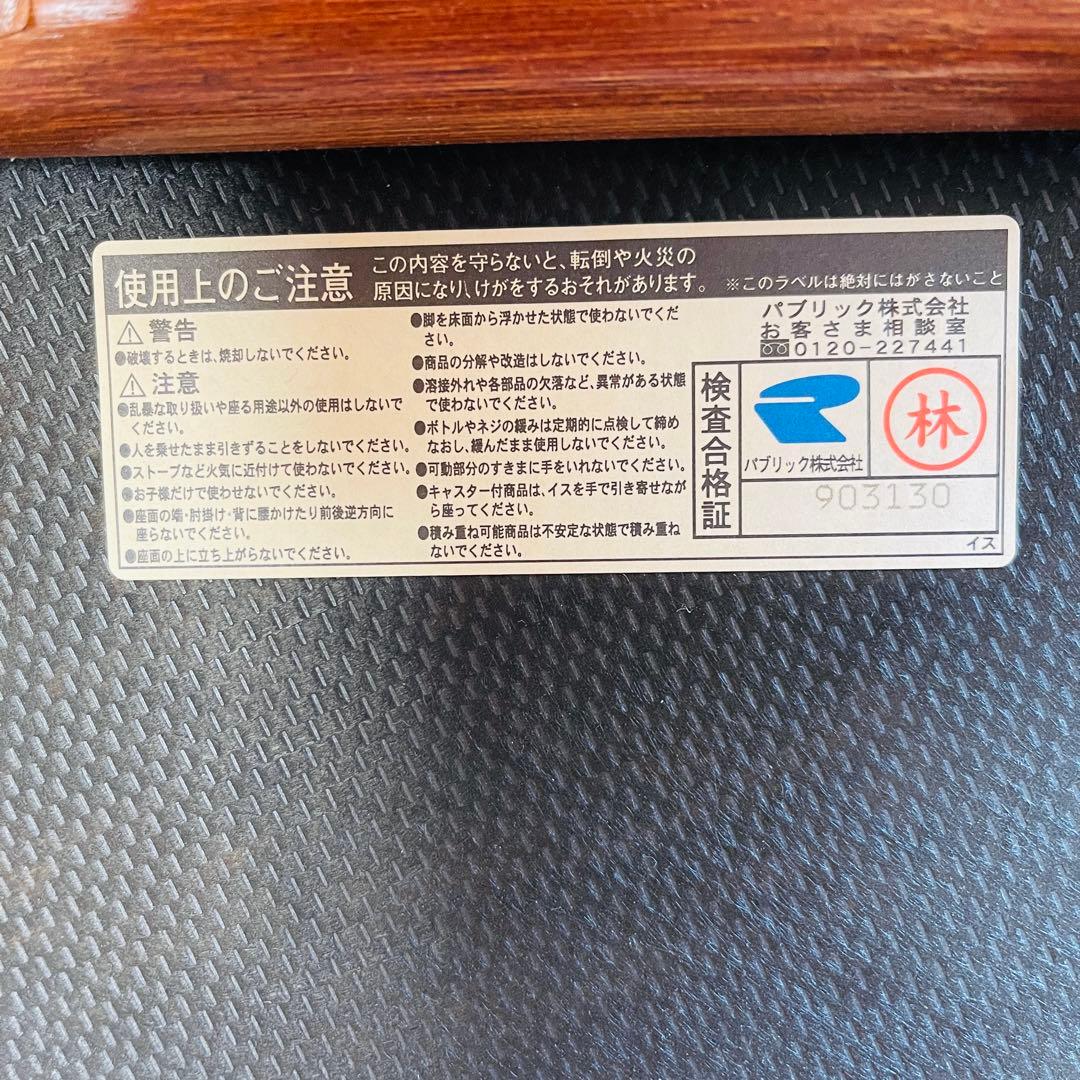 使用上のご注意
この内容を守らないと、転倒や火災の
原因になり、けがをするおそれがあります。
※このラベルは絶対にはがさないこと
警告
●破壊するときは、焼却しないでください。
注意
●乱暴な取り扱いや座る用途以外の使用はしないで
ください。
●人を乗せたまま引きずることをしないでください。
●ストーブなど火気に近付けて使わないでください。
●お子様だけで使わせないでください。
●座面の端・肘掛け・背に腰かけたり前後逆方向に
座らないでください。
●座面の上に立ち上がらないでください。
●脚を床面から浮かせた状態で使わないでくだ
さい。
●商品の分解や改造はしないでください。
●溶接外れや各部品の欠落など、異常がある状態
で使わないでください。
●ボトルやネジの緩みは定期的に点検して締め
なおし、緩んだまま使用しないでください。
●可動部分のすきまに手をいれないでください。
●キャスター付商品は、イスを手で引き寄せなが
ら座ってください。
●積み重ね可能商品は不安定な状態で積み重ね
ないでください。
パブリック株式会社
お客さま相談室
0120-227441
検査合格証
パブリック株式会社
林
903130
イス